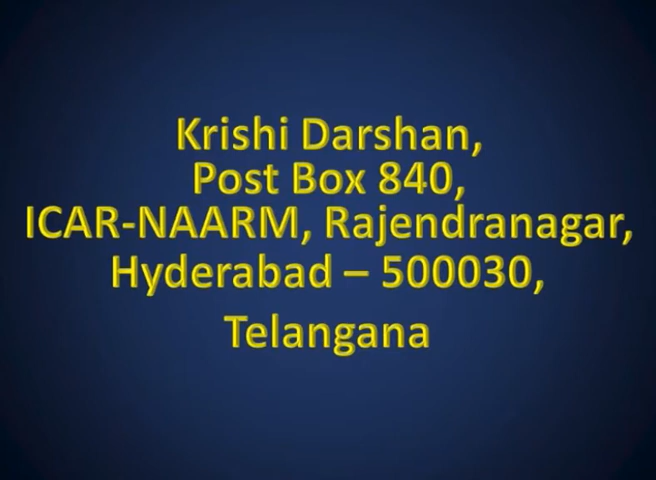 Krishi Darshan,
Post Box 840,
ICAR-NAARM, Rajendranagar,
Hyderabad – 500030,
Telangana